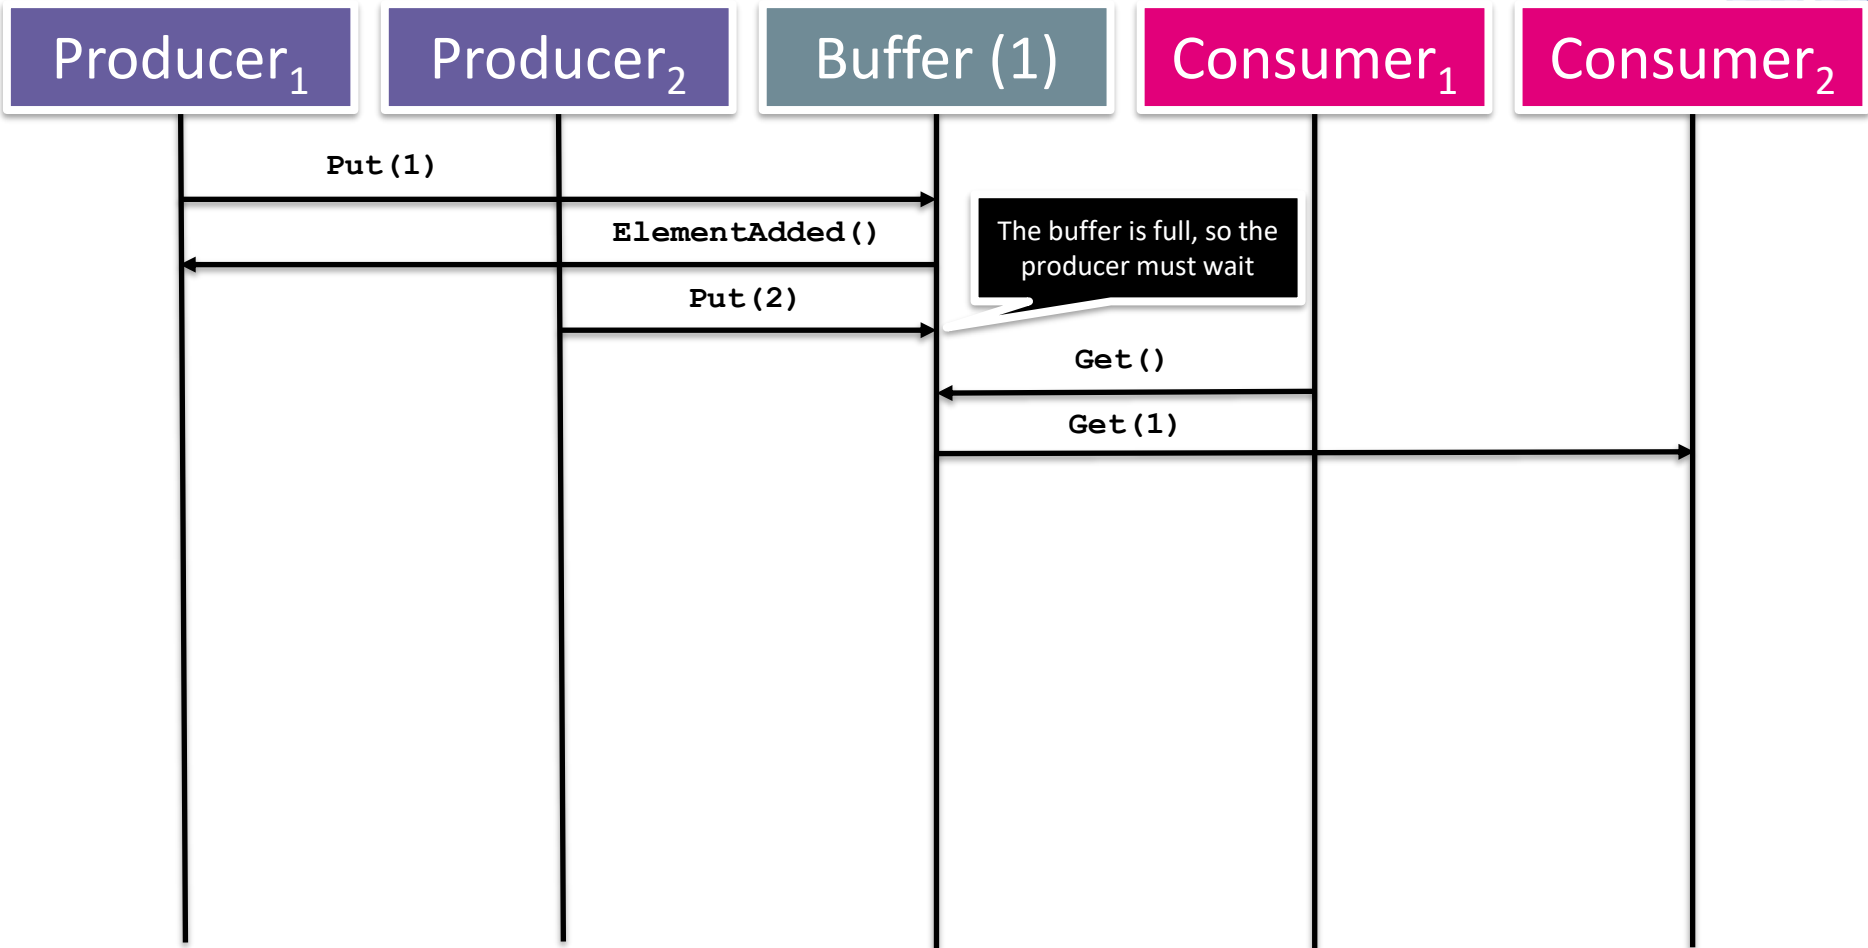 Producer₁
Producer₂
Buffer (1)
Consumer₁
Consumer₂
Put(1)
ElementAdded()
The buffer is full, so the
producer must wait
Put(2)
Get()
Get(1)